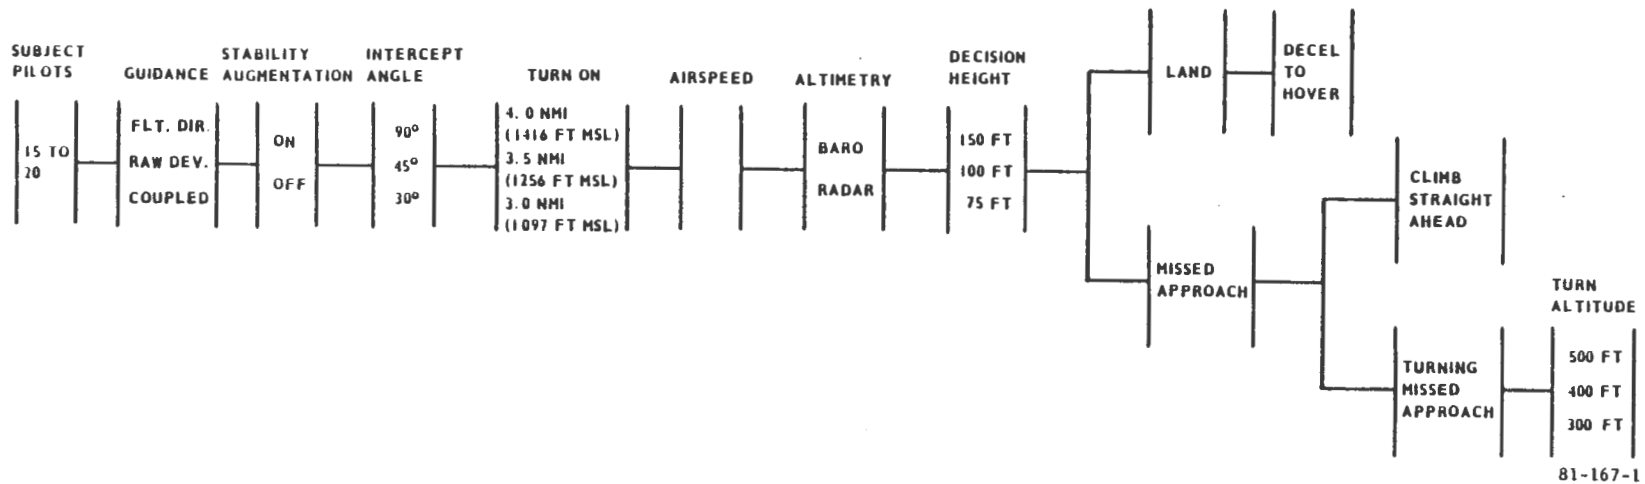 SUBJECT
PILOTS
15 TO
20
GUIDANCE
FLT. DIR.
RAW DEV.
COUPLED
STABILITY
AUGMENTATION
ON
OFF
INTERCEPT
ANGLE
90°
45°
30°
TURN ON
4.0 NMI
(1416 FT MSL)
3.5 NMI
(1256 FT MSL)
3.0 NMI
(1097 FT MSL)
AIRSPEED
ALTIMETRY
BARO
RADAR
DECISION
HEIGHT
150 FT
100 FT
75 FT
LAND
DECEL
TO
HOVER
MISSED
APPROACH
CLIMB
STRAIGHT
AHEAD
TURNING
MISSED
APPROACH
TURN
ALTITUDE
500 FT
400 FT
300 FT
81-167-1